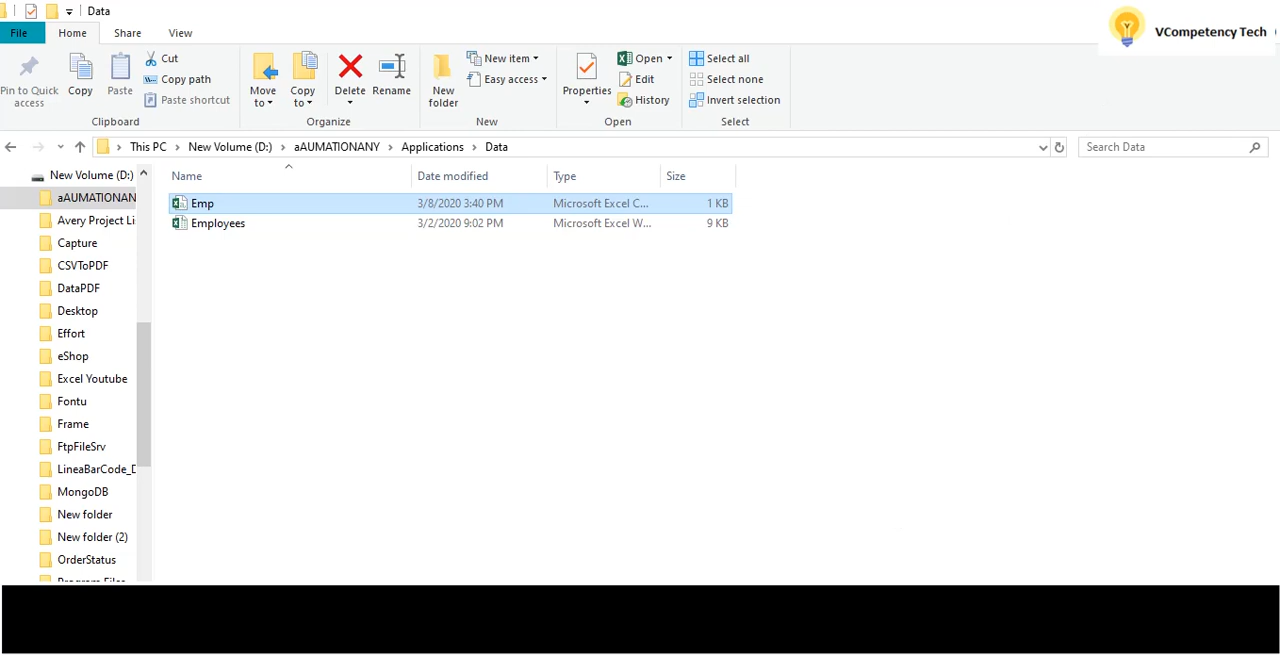 Data
VCompetency Tech
File Home Share View
Pin to Quick access
Copy
Paste
Cut
Copy path
Paste shortcut
Clipboard
Move to
Copy to
Delete
Rename
Organize
New folder
New item
Easy access
New
Properties
Open
Edit
History
Open
Select all
Select none
Invert selection
Select
This PC > New Volume (D:) > aAUMATIONANY > Applications > Data
Search Data
Name Date modified Type Size
Emp 3/8/2020 3:40 PM Microsoft Excel C... 1 KB
Employees 3/2/2020 9:02 PM Microsoft Excel W... 9 KB
New Volume (D:)
aAUMATIONAN
Avery Project Li
Capture
CSVToPDF
DataPDF
Desktop
Effort
eShop
Excel Youtube
Fontu
Frame
FtpFileSrv
LineaBarCode_D
MongoDB
New folder
New folder (2)
OrderStatus
Program Files